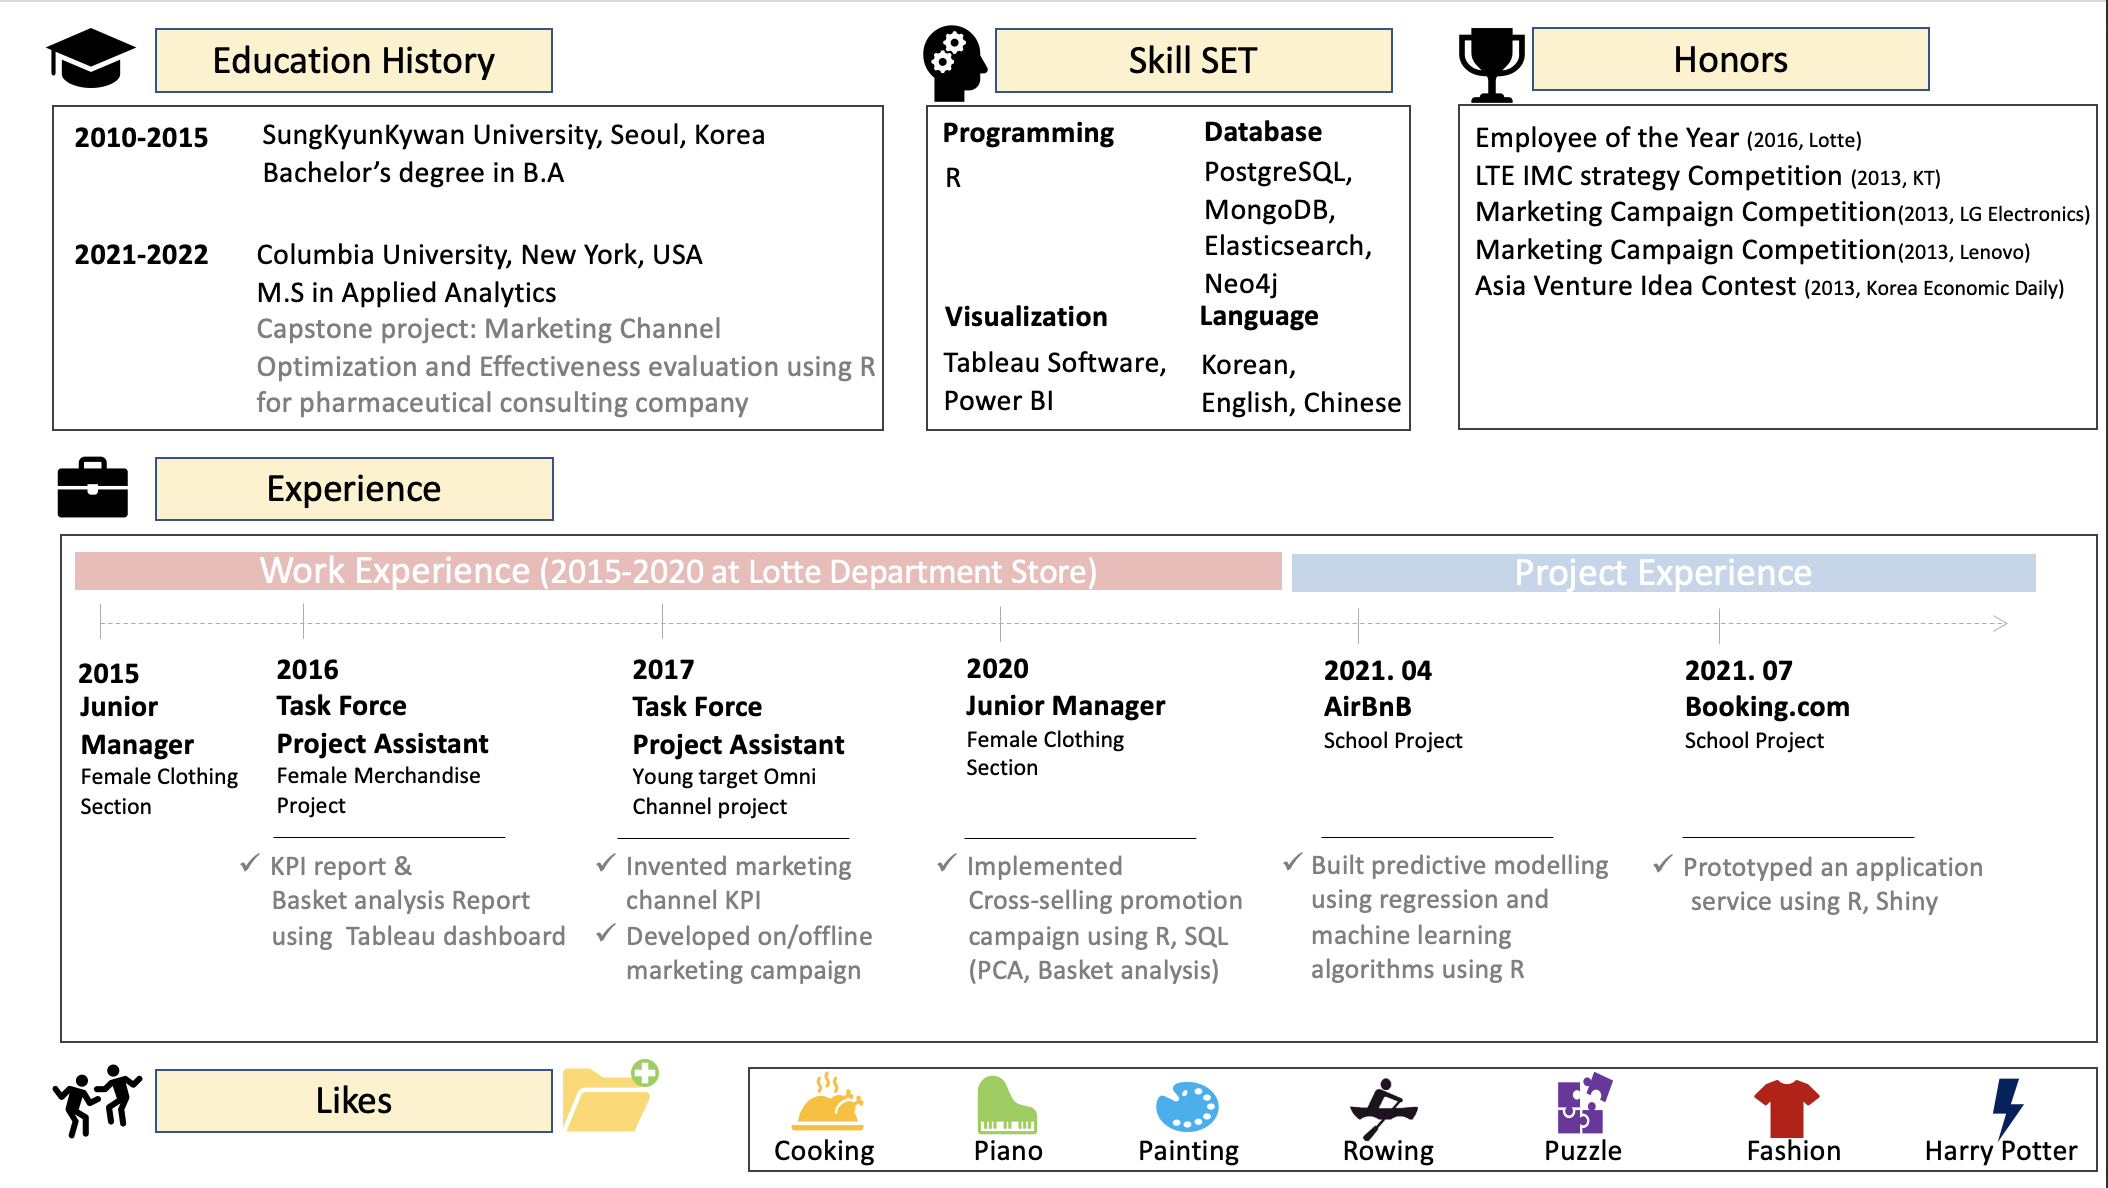 Education History
2010-2015
SungKyunKywan University, Seoul, Korea
Bachelor’s degree in B.A
2021-2022
Columbia University, New York, USA
M.S in Applied Analytics
Capstone project: Marketing Channel
Optimization and Effectiveness evaluation using R
for pharmaceutical consulting company
Skill SET
Programming
R
Database
PostgreSQL,
MongoDB,
Elasticsearch,
Neo4j
Visualization
Tableau Software,
Power BI
Language
Korean,
English, Chinese
Honors
Employee of the Year (2016, Lotte)
LTE IMC strategy Competition (2013, KT)
Marketing Campaign Competition(2013, LG Electronics)
Marketing Campaign Competition(2013, Lenovo)
Asia Venture Idea Contest (2013, Korea Economic Daily)
Experience
Work Experience (2015-2020 at Lotte Department Store)
Project Experience
2015
Junior
Manager
Female Clothing
Section
2016
Task Force
Project Assistant
Female Merchandise
Project
✓ KPI report &
Basket analysis Report
using Tableau dashboard
2017
Task Force
Project Assistant
Young target Omni
Channel project
✓ Invented marketing
channel KPI
✓ Developed on/offline
marketing campaign
2020
Junior Manager
Female Clothing
Section
✓ Implemented
Cross-selling promotion
campaign using R, SQL
(PCA, Basket analysis)
2021. 04
AirBnB
School Project
✓ Built predictive modelling
using regression and
machine learning
algorithms using R
2021. 07
Booking.com
School Project
✓ Prototyped an application
service using R, Shiny
Likes
Cooking
Piano
Painting
Rowing
Puzzle
Fashion
Harry Potter